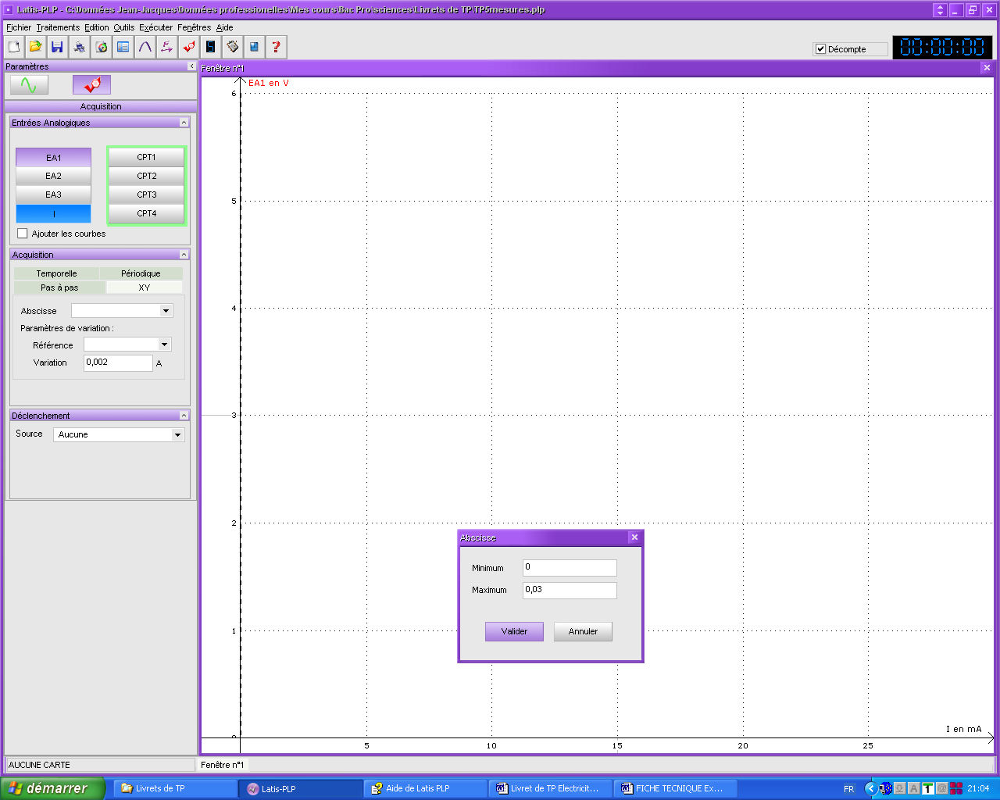 Latis-PLP - C:\Données Jean-Jacques\Données professionelles\Mes cours\Bac Pro\sciences\Livrets de TP\TP5mesures.plp
Fichier Traitements Edition Outils Exécuter Fenêtres Aide
Décompte
00:00:00
Paramètres
Fenêtre n°1
Acquisition
Entrées Analogiques
EA1 CPT1
EA2 CPT2
EA3 CPT3
I CPT4
Ajouter les courbes
Acquisition
Temporelle Périodique
Pas à pas XY
Abscisse
Paramètres de variation :
Référence
Variation 0,002 A
Déclenchement
Source Aucune
EA1 en V
6
5
4
3
2
1
0
5 10 15 20 25
I en mA
Abscisse
Minimum 0
Maximum 0,03
Valider Annuler
AUCUNE CARTE
Fenêtre n°1
démarrer Livrets de TP Latis-PLP Aide de Latis PLP Livret de TP Electricit... FICHE TECHNIQUE Ex... FR 21:04